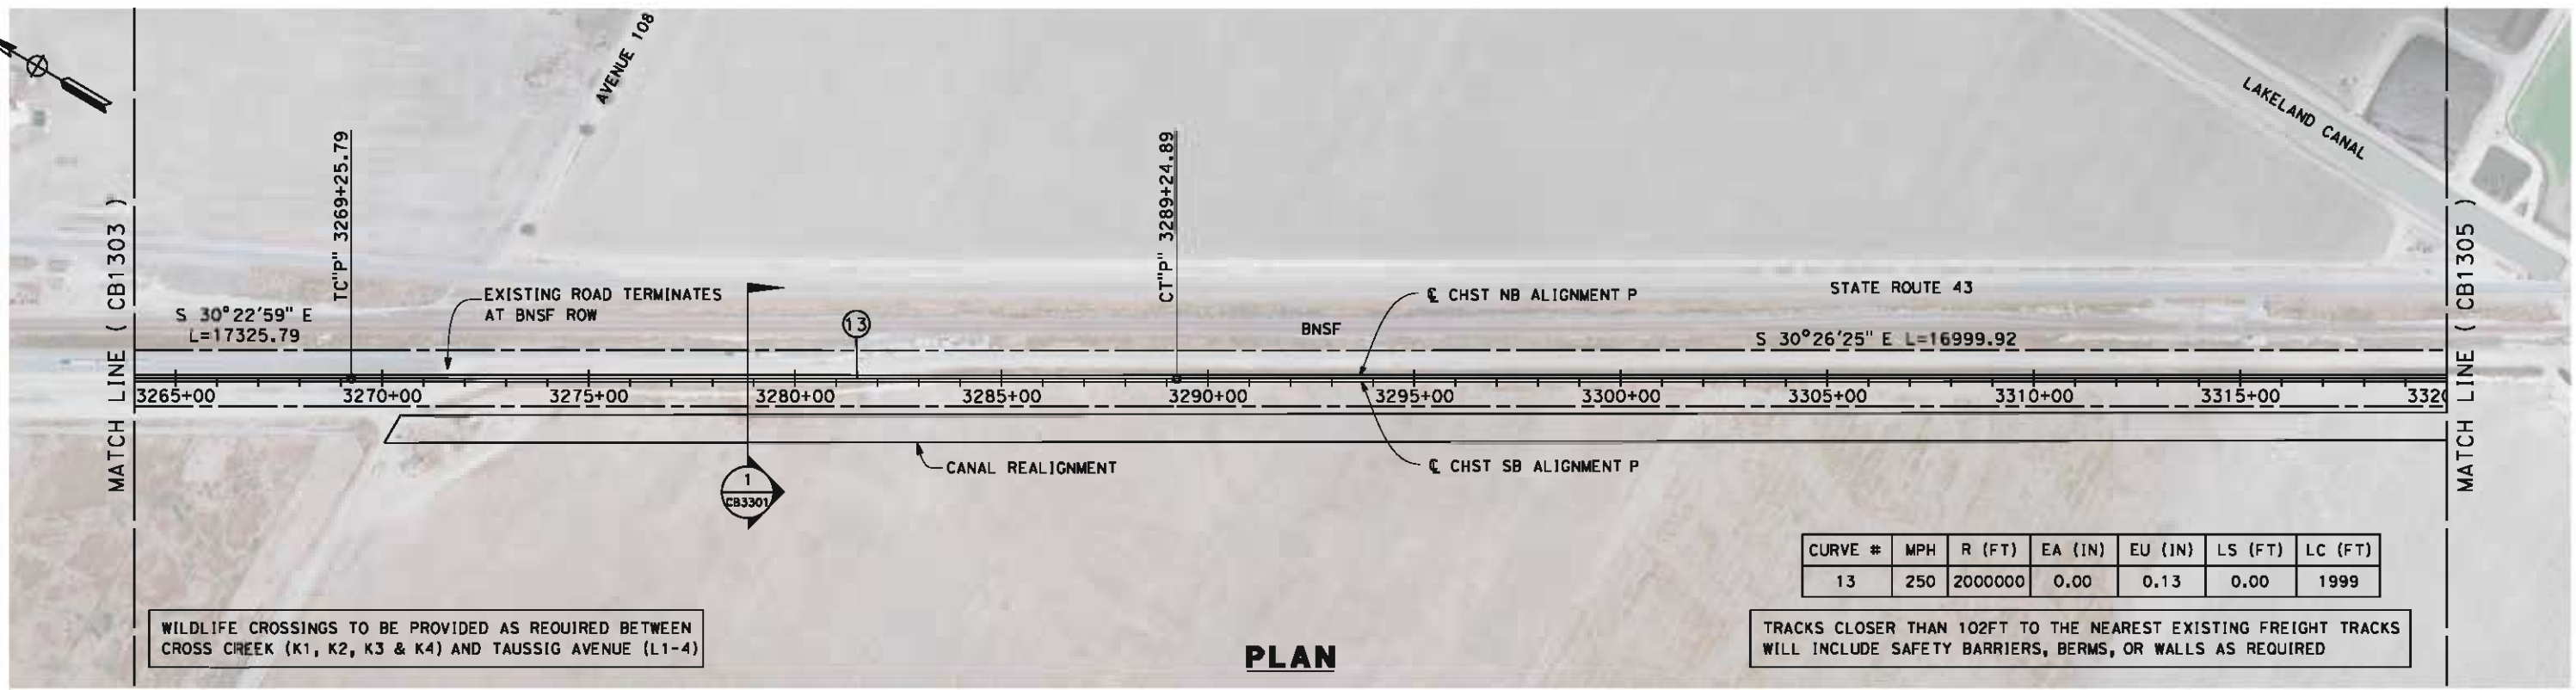 AVENUE 108
LAKELAND CANAL
MATCH LINE ( CB1303 )
TC"P" 3269+25.79
CT"P" 3289+24.89
MATCH LINE ( CB1305 )
S 30°22'59" E
L=17325.79
EXISTING ROAD TERMINATES
AT BNSF ROW
13
BNSF
℄ CHST NB ALIGNMENT P
STATE ROUTE 43
S 30°26'25" E L=16999.92
3265+00 3270+00 3275+00 3280+00 3285+00 3290+00 3295+00 3300+00 3305+00 3310+00 3315+00 3320
CANAL REALIGNMENT
℄ CHST SB ALIGNMENT P
1
CB3301
CURVE # MPH R (FT) EA (IN) EU (IN) LS (FT) LC (FT)
13 250 2000000 0.00 0.13 0.00 1999
WILDLIFE CROSSINGS TO BE PROVIDED AS REQUIRED BETWEEN
CROSS CREEK (K1, K2, K3 & K4) AND TAUSSIG AVENUE (L1-4)
PLAN
TRACKS CLOSER THAN 102FT TO THE NEAREST EXISTING FREIGHT TRACKS
WILL INCLUDE SAFETY BARRIERS, BERMS, OR WALLS AS REQUIRED